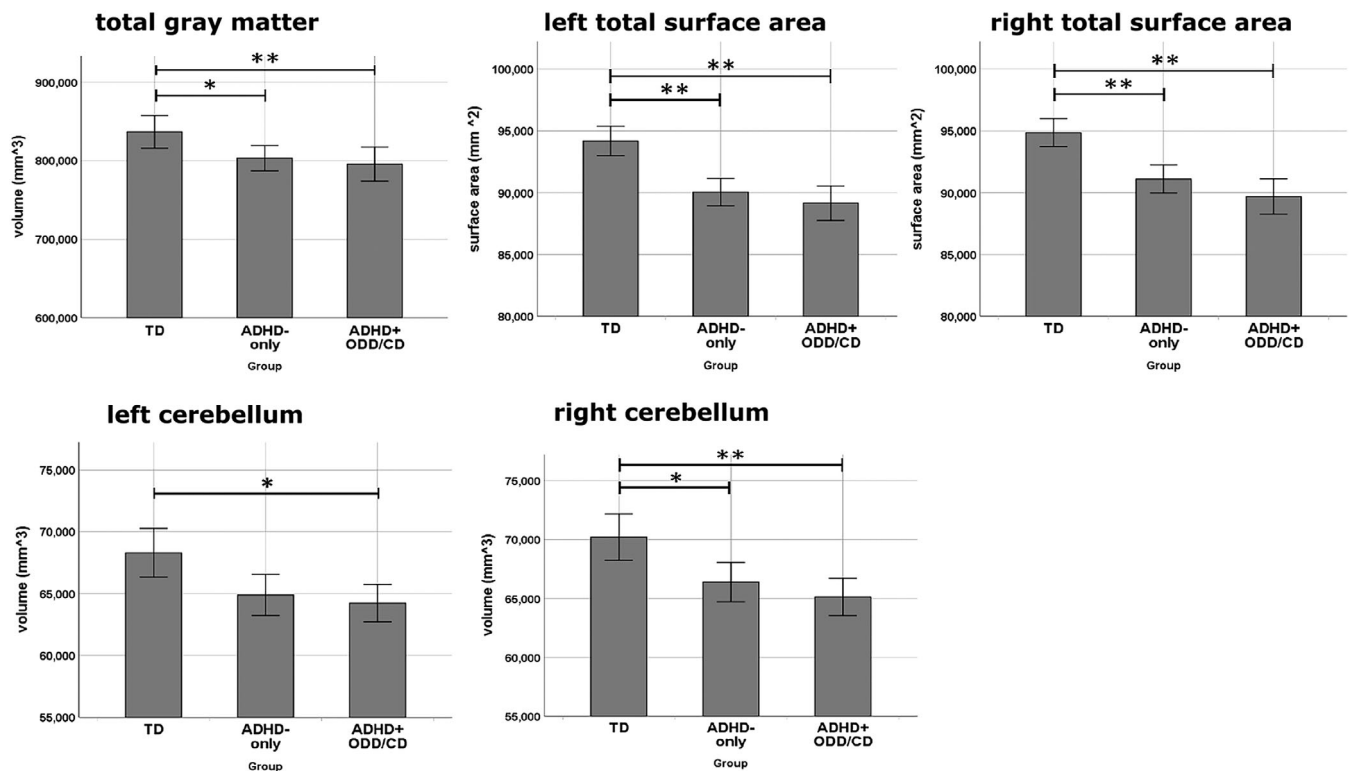 total gray matter
**
*
900,000
800,000
700,000
600,000
volume (mm^3)
TD
ADHD-
only
ADHD+
ODD/CD
Group
left total surface area
**
**
100,000
95,000
90,000
85,000
80,000
surface area (mm ^2)
TD
ADHD-
only
ADHD+
ODD/CD
Group
right total surface area
**
**
100,000
95,000
90,000
85,000
80,000
surface area (mm^2)
TD
ADHD-
only
ADHD+
ODD/CD
Group
left cerebellum
*
75,000
70,000
65,000
60,000
55,000
volume (mm^3)
TD
ADHD-
only
ADHD+
ODD/CD
Group
right cerebellum
**
*
75,000
70,000
65,000
60,000
55,000
volume (mm^3)
TD
ADHD-
only
ADHD+
ODD/CD
Group